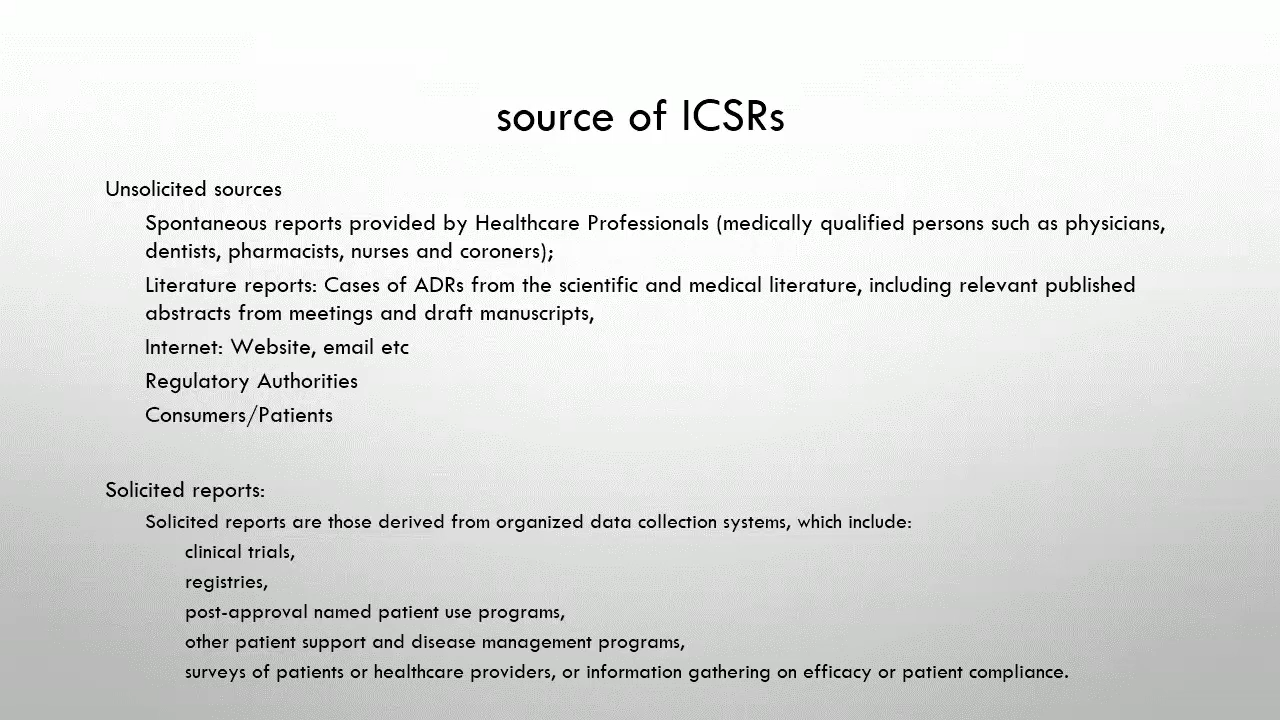 source of ICSRs
Unsolicited sources
Spontaneous reports provided by Healthcare Professionals (medically qualified persons such as physicians,
dentists, pharmacists, nurses and coroners);
Literature reports: Cases of ADRs from the scientific and medical literature, including relevant published
abstracts from meetings and draft manuscripts,
Internet: Website, email etc
Regulatory Authorities
Consumers/Patients
Solicited reports:
Solicited reports are those derived from organized data collection systems, which include:
clinical trials,
registries,
post-approval named patient use programs,
other patient support and disease management programs,
surveys of patients or healthcare providers, or information gathering on efficacy or patient compliance.